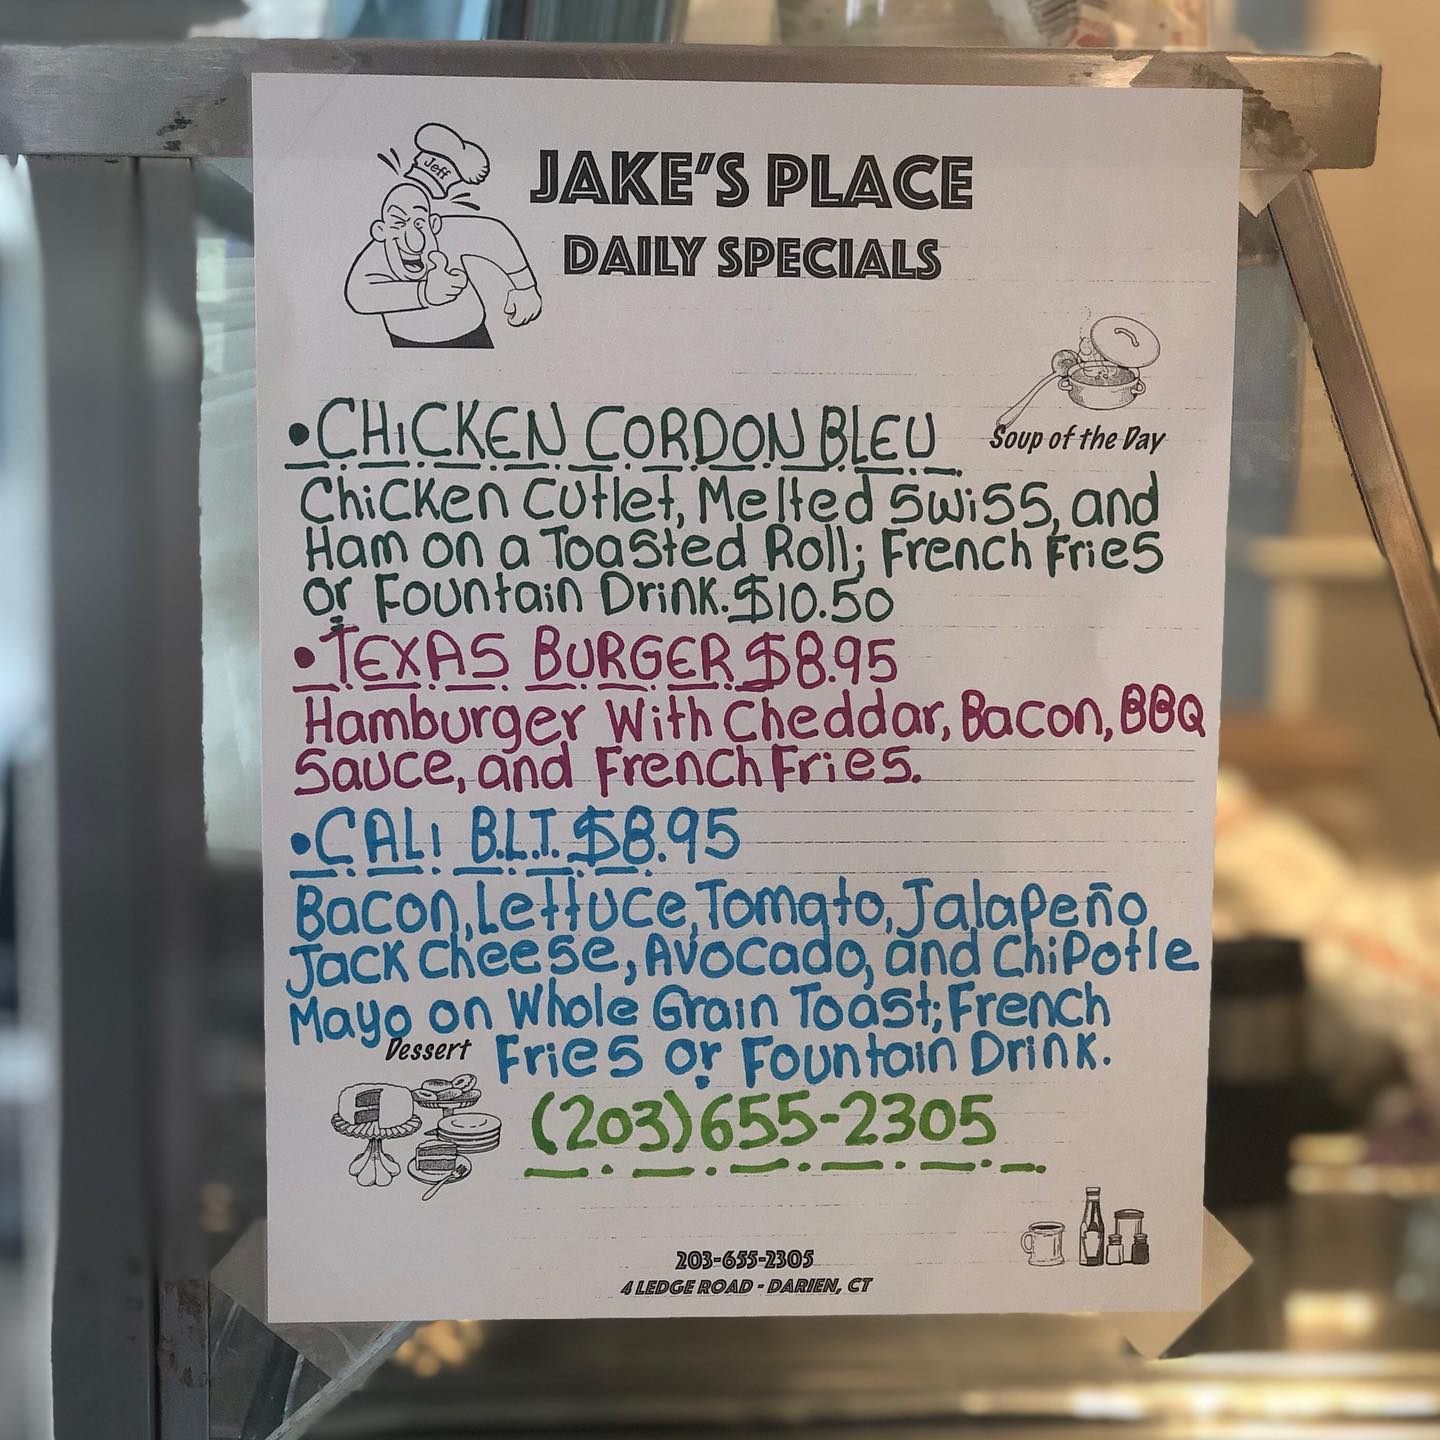 Jeff
JAKE'S PLACE
DAILY SPECIALS
Soup of the Day
• CHiCKEN CORDON BLEU
Chicken Cutlet, Melted Swiss, and
Ham on a Toasted Roll; French Fries
or Fountain Drink. $10.50
• TEXAS BURGER $8.95
Hamburger With Cheddar, Bacon, BBQ
Sauce, and French Fries.
• CALi B.L.T. $8.95
Bacon, Lettuce, Tomato, Jalapeño
Jack Cheese, Avocado, and Chipotle
Mayo on Whole Grain Toast; French
Fries or Fountain Drink.
Dessert
(203) 655-2305
203-655-2305
4 LEDGE ROAD - DARIEN, CT